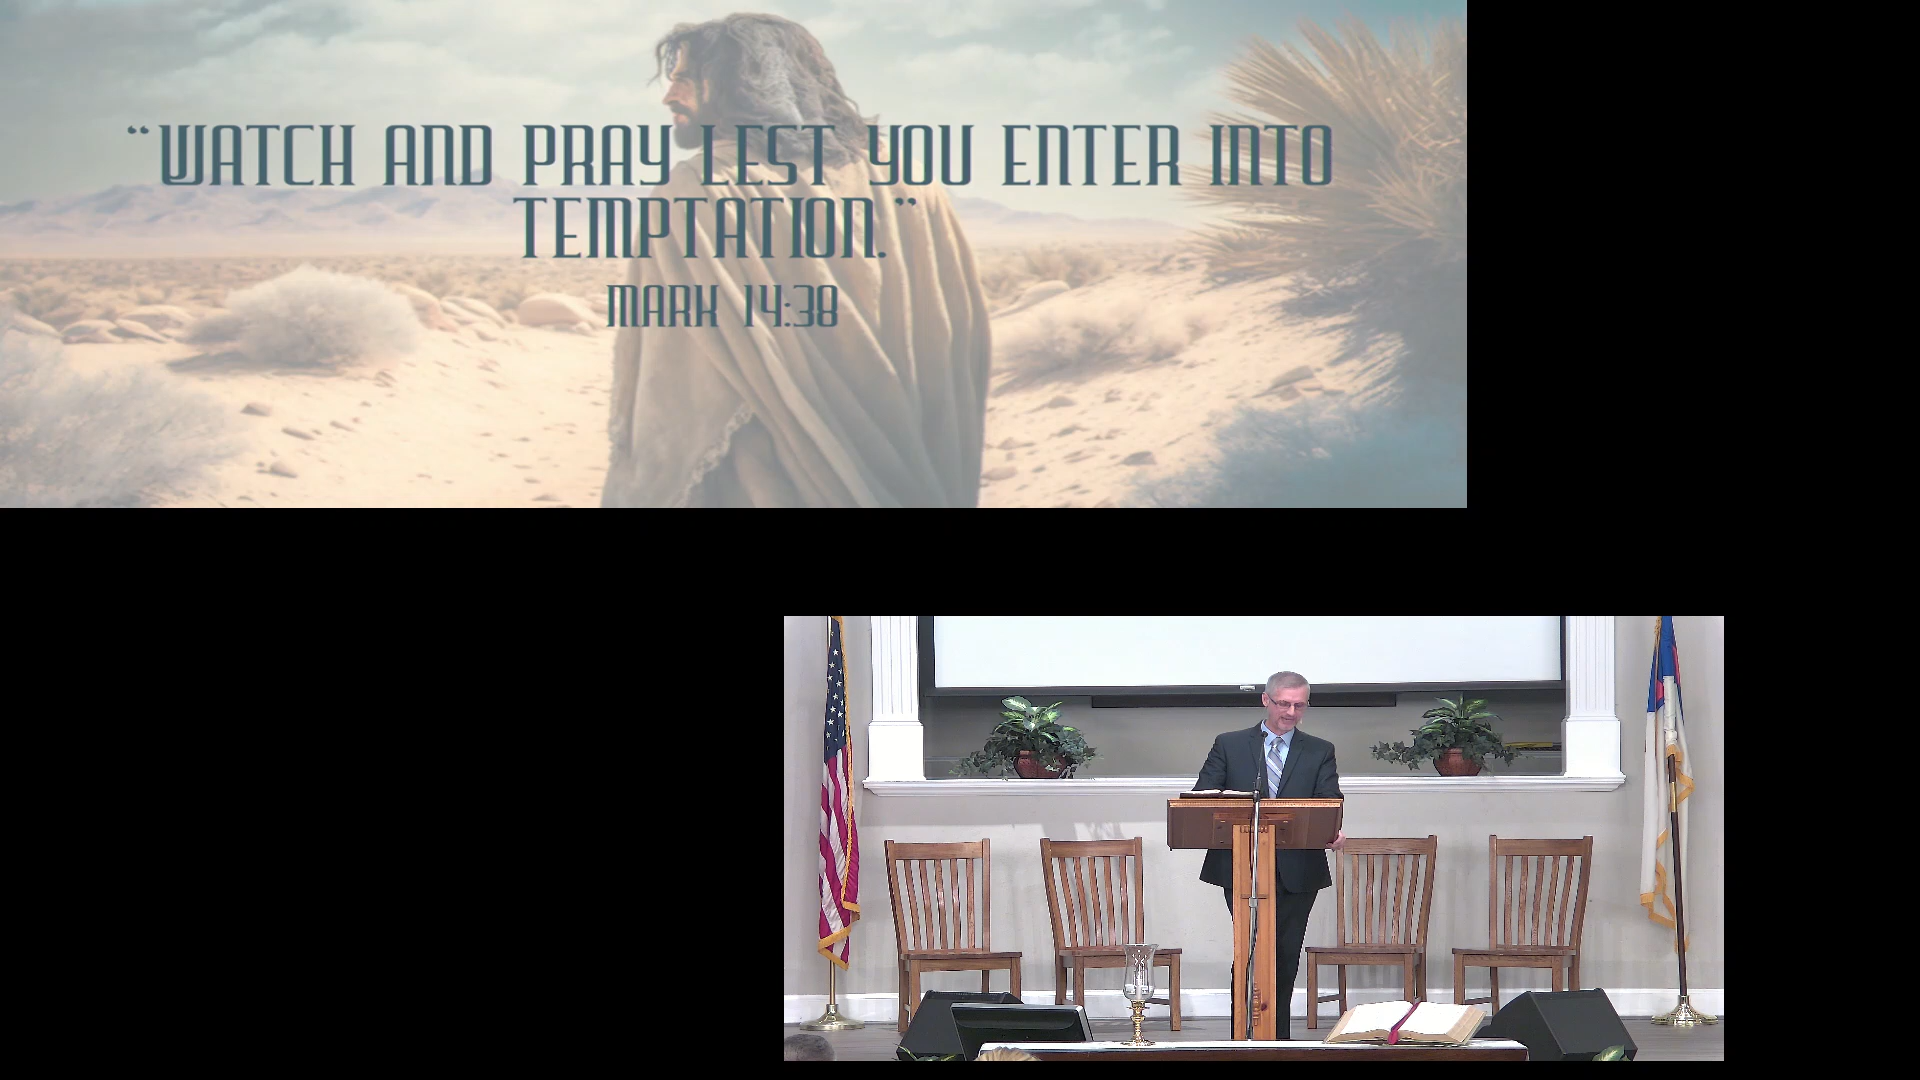 “WATCH AND PRAY LEST YOU ENTER INTO
TEMPTATION.”
MARK 14:38